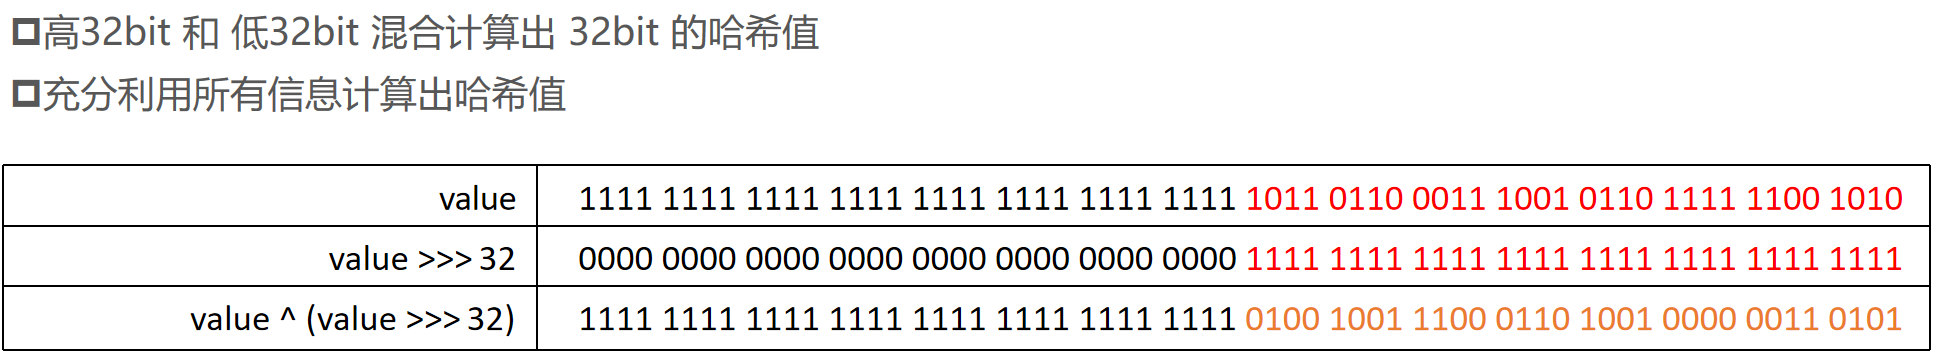 高32bit 和 低32bit 混合计算出 32bit 的哈希值
充分利用所有信息计算出哈希值
value 1111 1111 1111 1111 1111 1111 1111 1111 1011 0110 0011 1001 0110 1111 1100 1010
value >>> 32 0000 0000 0000 0000 0000 0000 0000 0000 1111 1111 1111 1111 1111 1111 1111 1111
value ^ (value >>> 32) 1111 1111 1111 1111 1111 1111 1111 1111 0100 1001 1100 0110 1001 0000 0011 0101